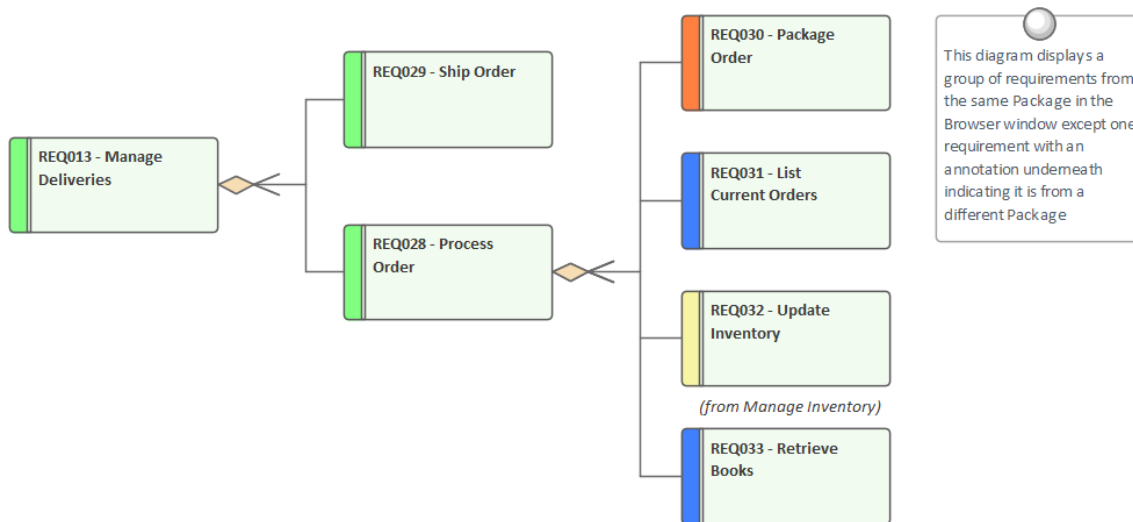 REQ013 - Manage
Deliveries
REQ029 - Ship Order
REQ028 - Process
Order
REQ030 - Package
Order
REQ031 - List
Current Orders
REQ032 - Update
Inventory
(from Manage Inventory)
REQ033 - Retrieve
Books
This diagram displays a
group of requirements from
the same Package in the
Browser window except one
requirement with an
annotation underneath
indicating it is from a
different Package